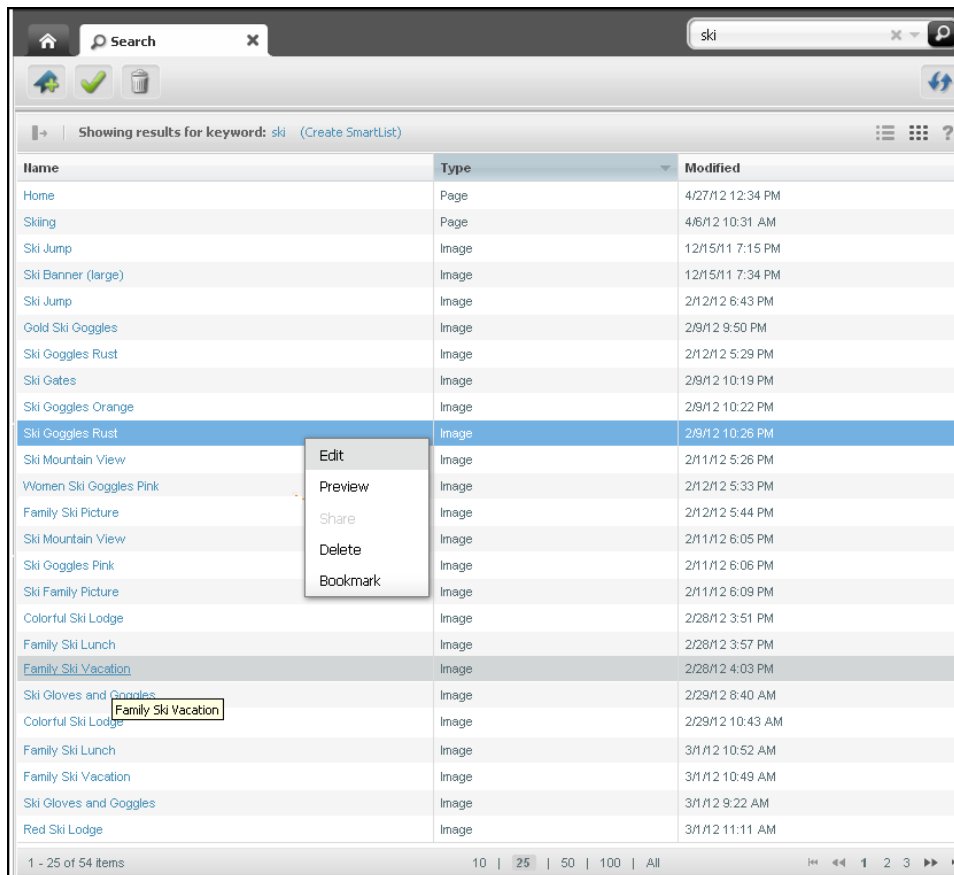 Search
ski
Showing results for keyword: ski (Create SmartList)
?
Name Type Modified
Home Page 4/27/12 12:34 PM
Skiing Page 4/6/12 10:31 AM
Ski Jump Image 12/15/11 7:15 PM
Ski Banner (large) Image 12/15/11 7:34 PM
Ski Jump Image 2/12/12 6:43 PM
Gold Ski Goggles Image 2/9/12 9:50 PM
Ski Goggles Rust Image 2/12/12 5:29 PM
Ski Gates Image 2/9/12 10:19 PM
Ski Goggles Orange Image 2/9/12 10:22 PM
Ski Goggles Rust Image 2/9/12 10:26 PM
Edit
Ski Mountain View Image 2/11/12 5:26 PM
Women Ski Goggles Pink Preview Image 2/12/12 5:33 PM
Family Ski Picture Share Image 2/12/12 5:44 PM
Ski Mountain View Delete Image 2/11/12 6:05 PM
Ski Goggles Pink Image 2/11/12 6:06 PM
Bookmark
Ski Family Picture Image 2/11/12 6:09 PM
Colorful Ski Lodge Image 2/28/12 3:51 PM
Family Ski Lunch Image 2/28/12 3:57 PM
Family Ski Vacation Image 2/28/12 4:03 PM
Ski Gloves and Goggles Image 2/29/12 8:40 AM
Family Ski Vacation
Colorful Ski Lodge Image 2/29/12 10:43 AM
Family Ski Lunch Image 3/1/12 10:52 AM
Family Ski Vacation Image 3/1/12 10:49 AM
Ski Gloves and Goggles Image 3/1/12 9:22 AM
Red Ski Lodge Image 3/1/12 11:11 AM
1 - 25 of 54 items 10 | 25 | 50 | 100 | All 1 2 3